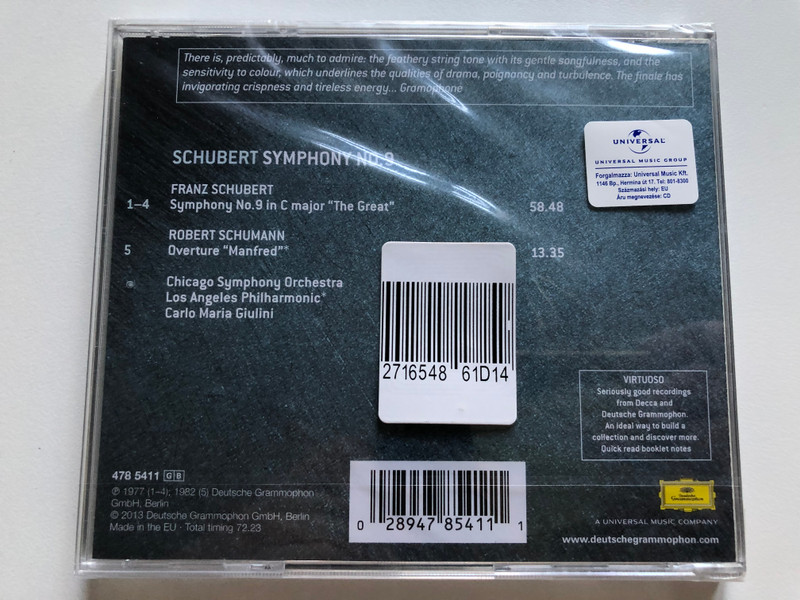 There is, predictably, much to admire: the feathery string tone with its gentle songfulness, and the
sensitivity to colour, which underlines the qualities of drama, poignancy and turbulence. The finale has
invigorating crispness and tireless energy... Gramophone
UNIVERSAL
UNIVERSAL MUSIC GROUP
Forgalmazza: Universal Music Kft.
1146 Bp., Hermina út 17. Tel: 801-8300
Származási hely: EU
Áru megnevezése: CD
SCHUBERT SYMPHONY NO.9
FRANZ SCHUBERT
1–4 Symphony No.9 in C major “The Great” 58.48
ROBERT SCHUMANN
5 Overture “Manfred”* 13.35
Chicago Symphony Orchestra
Los Angeles Philharmonic*
Carlo Maria Giulini
2716548 61D14
VIRTUOSO
Seriously good recordings
from Decca and
Deutsche Grammophon.
An ideal way to build a
collection and discover more.
Quick read booklet notes
478 5411 GB
℗ 1977 (1–4); 1982 (5) Deutsche Grammophon
GmbH, Berlin
© 2013 Deutsche Grammophon GmbH, Berlin
Made in the EU · Total timing 72.23
0 28947 85411 1
Deutsche
Grammophon
A UNIVERSAL MUSIC COMPANY
www.deutschegrammophon.com